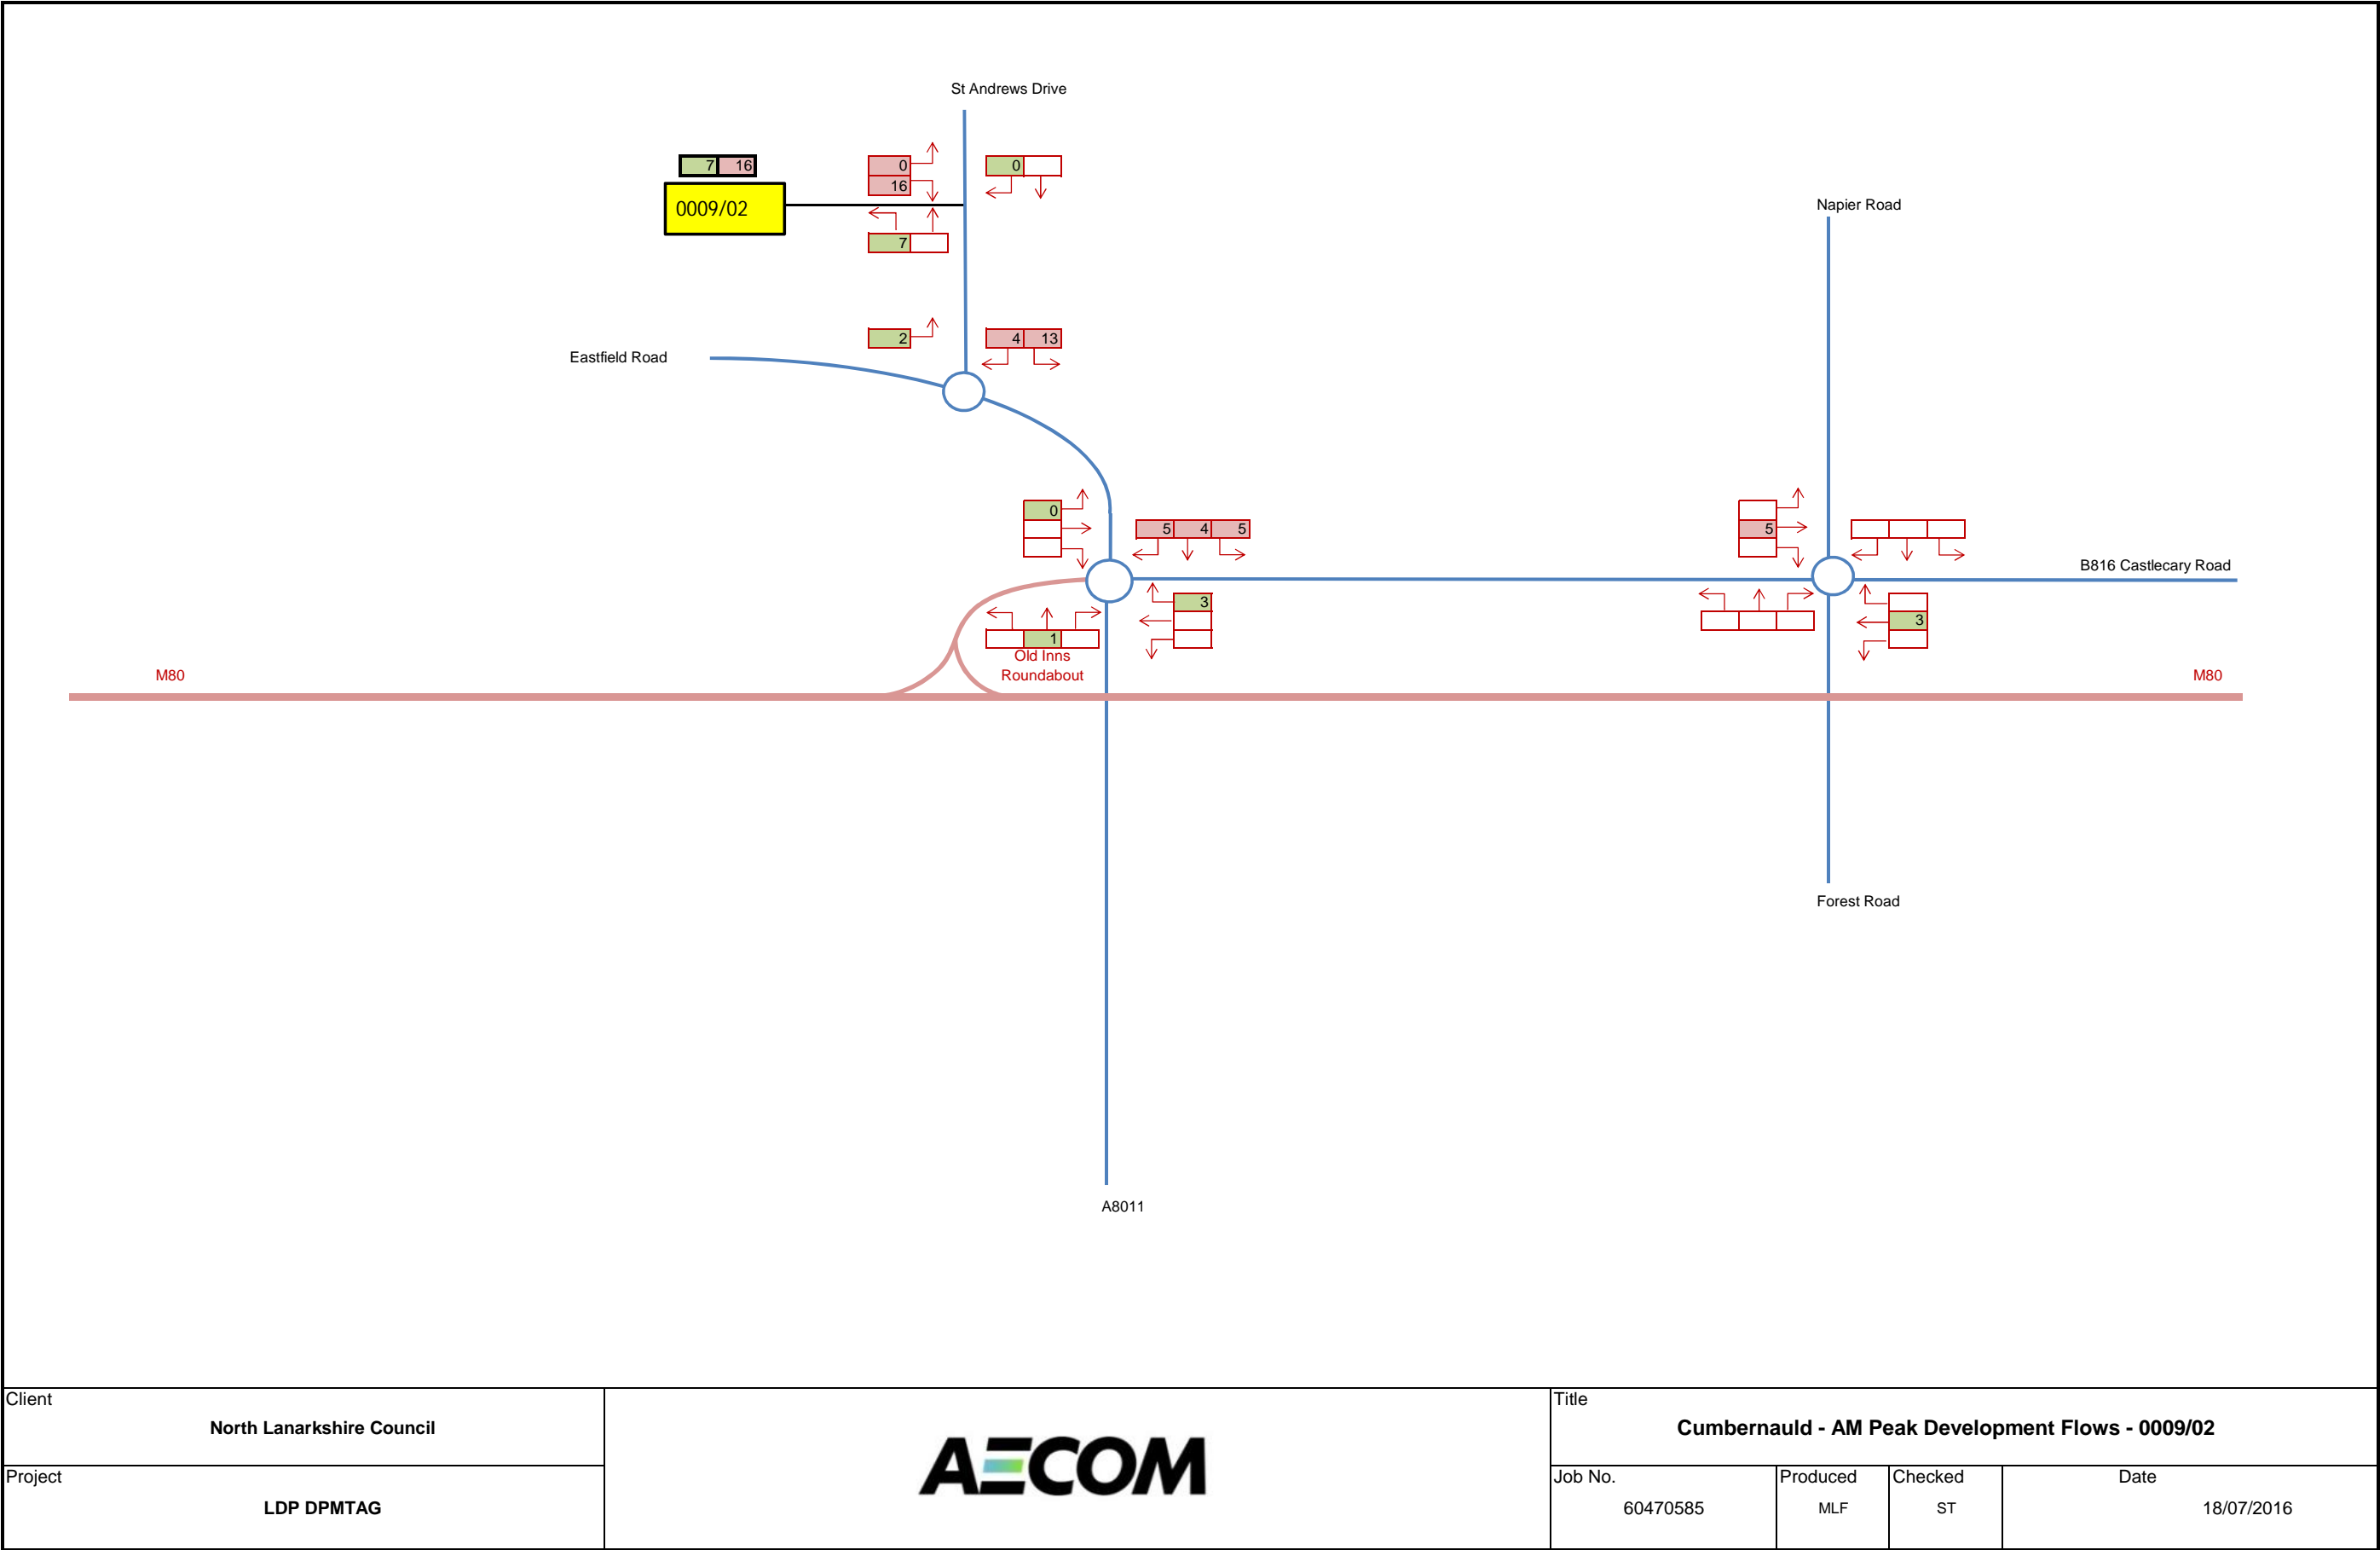 St Andrews Drive
7 16
0
0
16
0009/02
Napier Road
7
2
4 13
Eastfield Road
0
5 4 5
5
B816 Castlecary Road
3
3
1
Old Inns
Roundabout
M80
M80
Forest Road
A8011
Client
North Lanarkshire Council
Project
LDP DPMTAG
AECOM
Title
Cumbernauld - AM Peak Development Flows - 0009/02
Job No.
60470585
Produced
MLF
Checked
ST
Date
18/07/2016